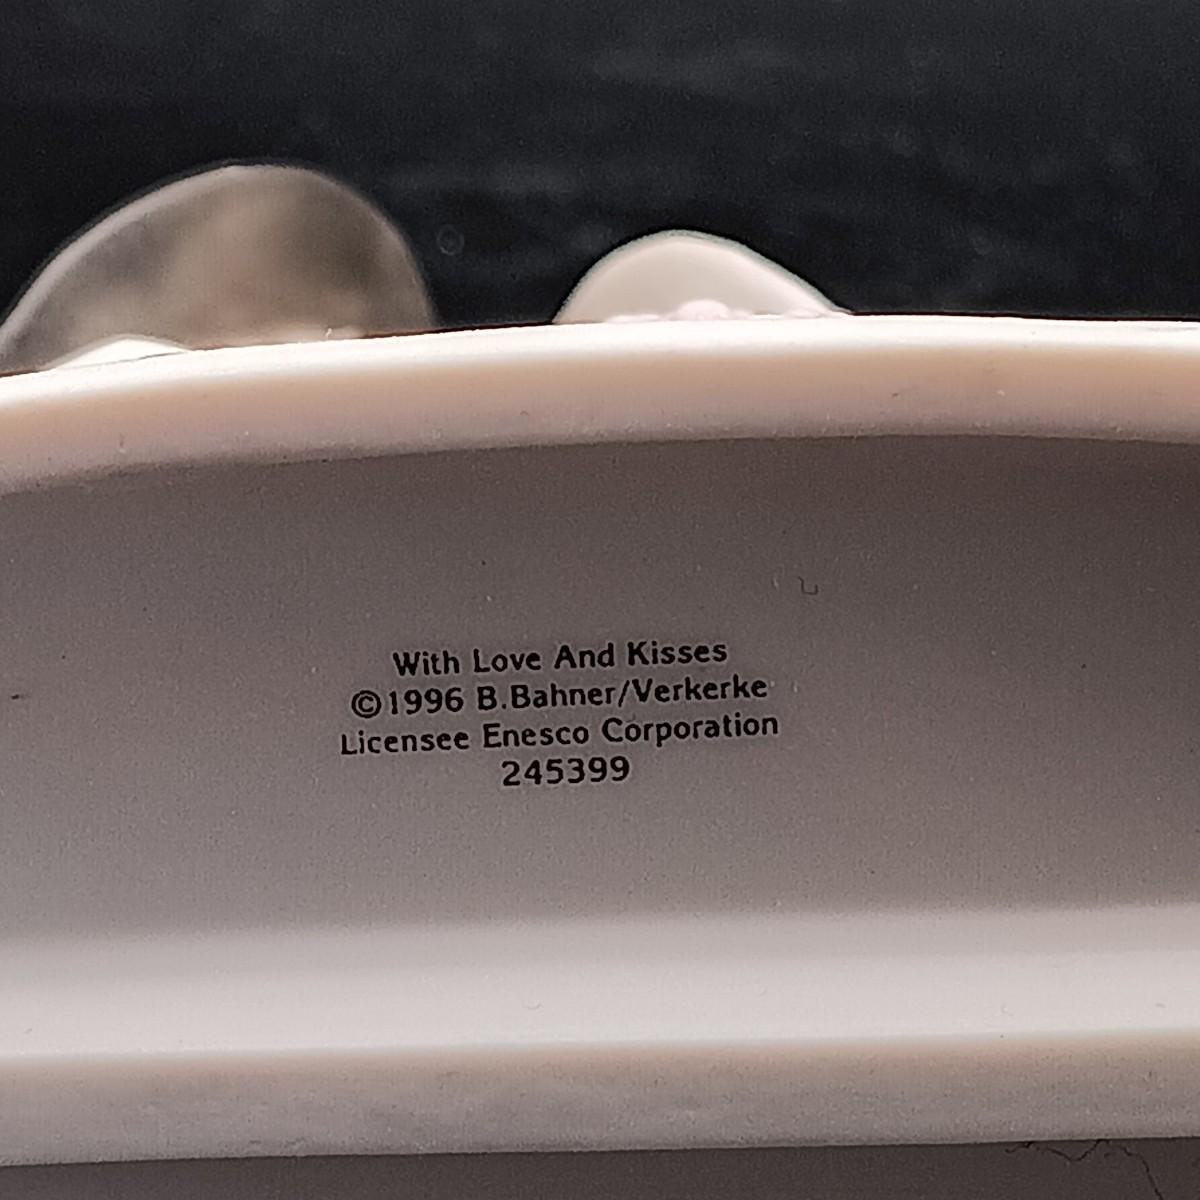 With Love And Kisses
©1996 B.Bahner/Verkerke
Licensee Enesco Corporation
245399